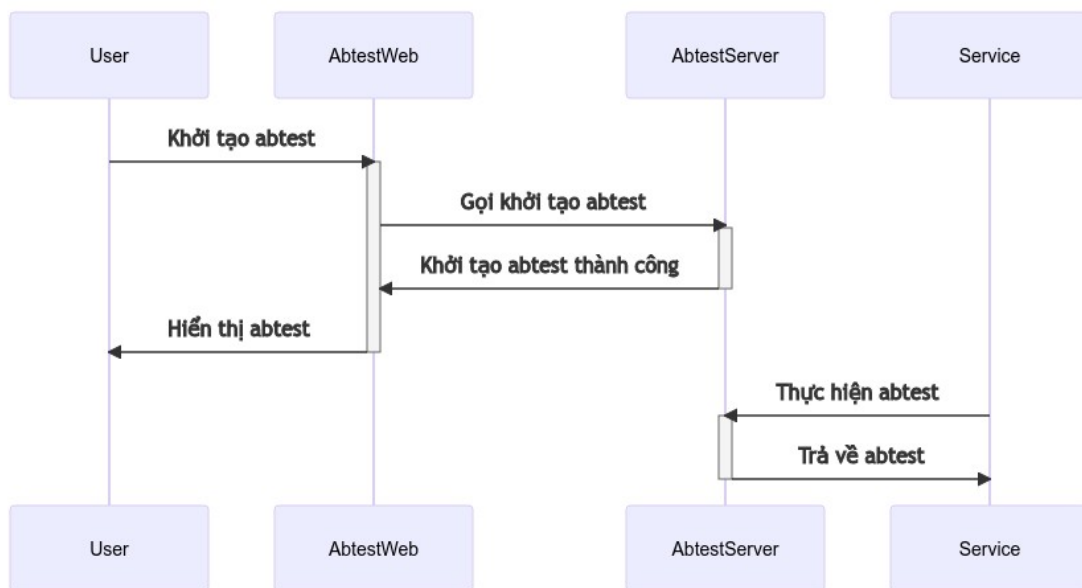 User
AbtestWeb
AbtestServer
Service
Khởi tạo abtest
Gọi khởi tạo abtest
Khởi tạo abtest thành công
Hiển thị abtest
Thực hiện abtest
Trả về abtest
User
AbtestWeb
AbtestServer
Service